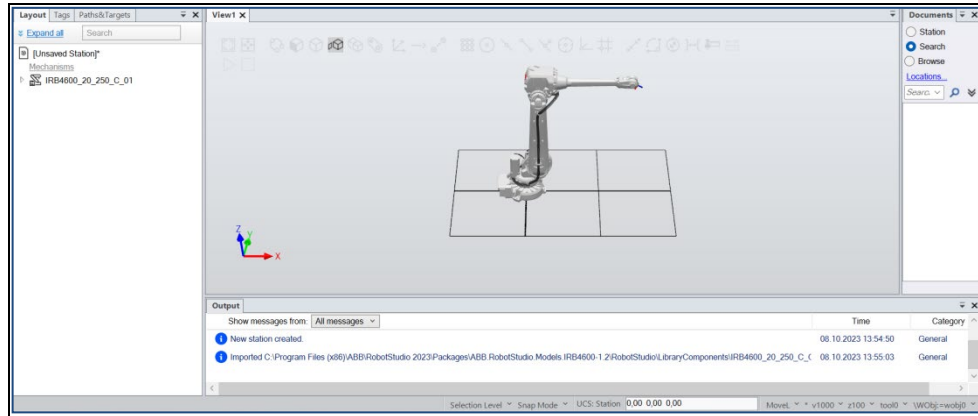 Layout Tags Paths&Targets
Expand all Search
[Unsaved Station]*
Mechanisms
IRB4600_20_250_C_01
View1
Z
Y
X
Documents
Station
Search
Browse
Locations...
Searc
Output
Show messages from: All messages Time Category
New station created. 08.10.2023 13:54:50 General
Imported C:\Program Files (x86)\ABB\RobotStudio 2023\Packages\ABB.RobotStudio Models IRB4600-1.2\RobotStudio\LibraryComponents\IRB4600_20_250_C_ 08.10.2023 13:55:03 General
Selection Level Snap Mode UCS: Station 0,00 0,00 0,00 MoveL * v1000 z100 tool0 \WObj:=wobj0